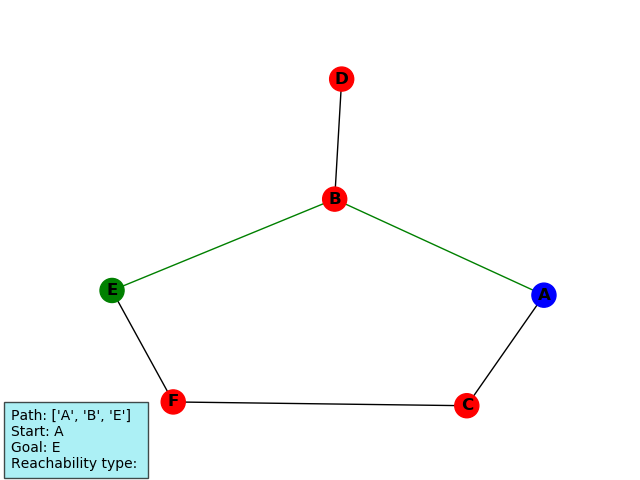 D
B
E
A
F
C
Path: ['A', 'B', 'E']
Start: A
Goal: E
Reachability type: